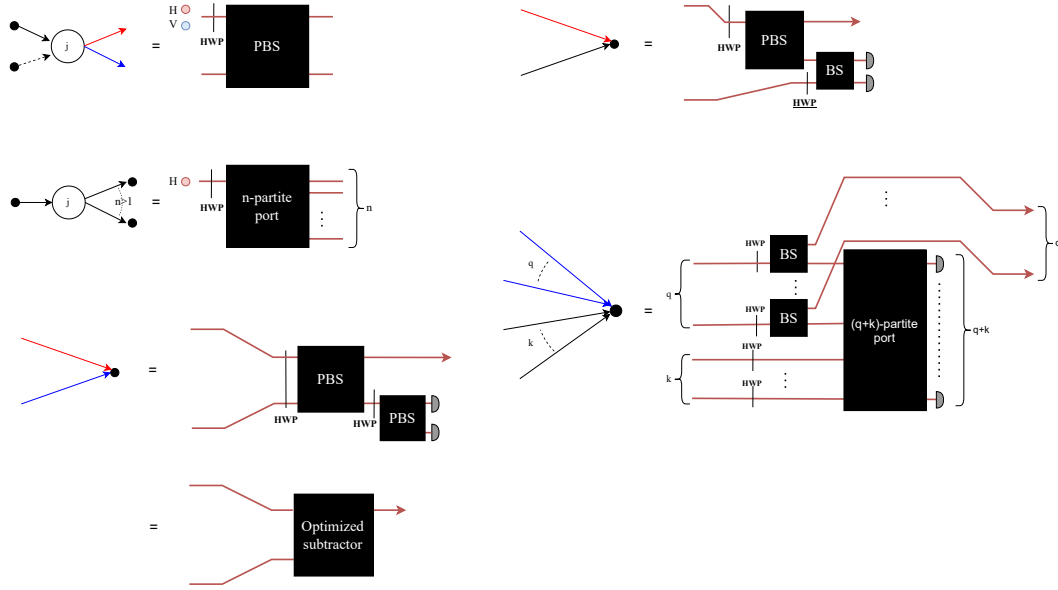 j
=
H
V
HWP
PBS
=
HWP
PBS
BS
HWP
j
n>1
=
H
HWP
n-partite
port
n
q
k
=
q
k
HWP
BS
HWP
BS
HWP
HWP
(q+k)-partite
port
q+k
=
HWP
PBS
HWP
PBS
=
Optimized
subtractor